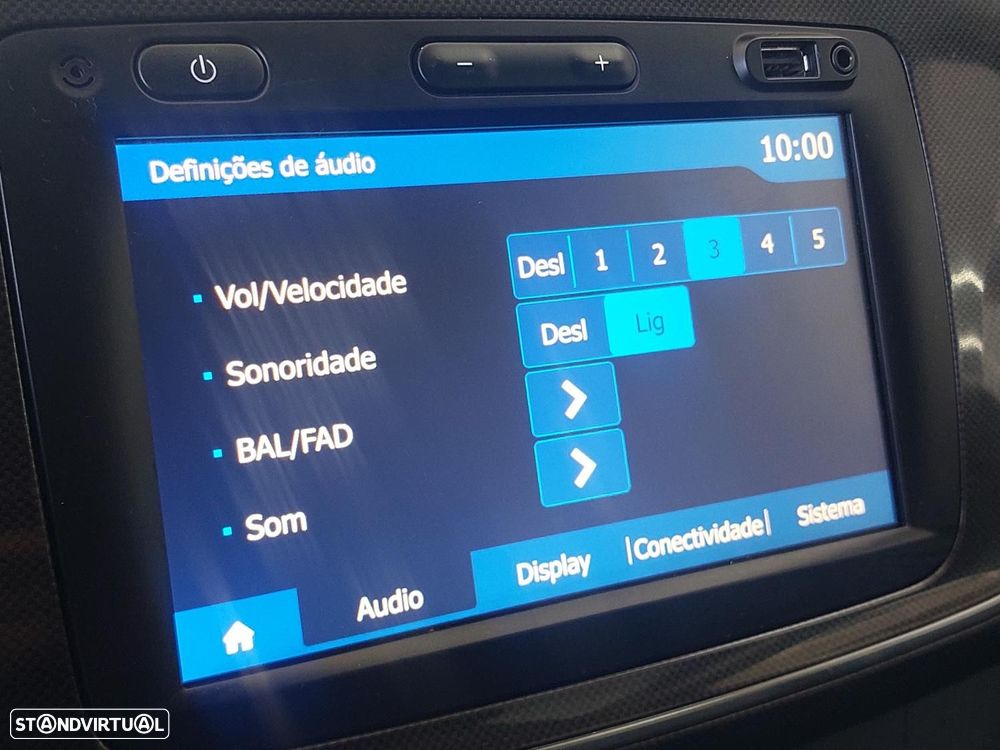 Definições de áudio
10:00
Vol/Velocidade
Desl 1 2 3 4 5
Sonoridade
Desl Lig
BAL/FAD
Som
Audio
Display
Conectividade
Sistema
STANDVIRTUAL